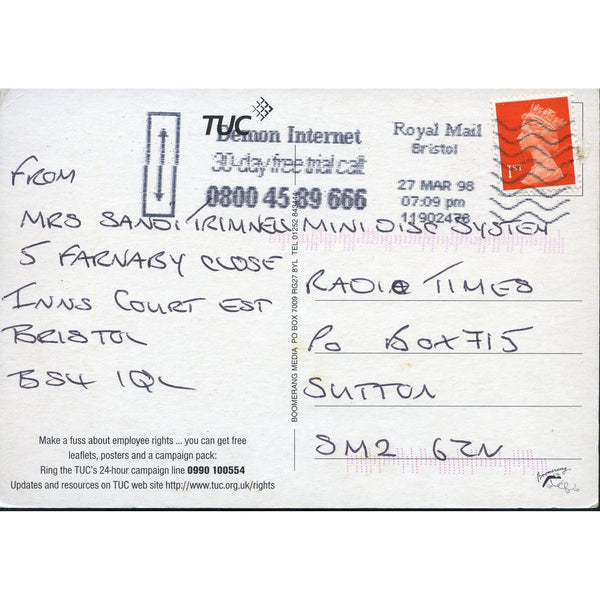 TUC
Demon Internet
30-day free trial call
0800 45 89 666
Royal Mail
Bristol
27 MAR 98
07:09 pm
11902476
1ST
FROM
MRS SANDI TRIMNELL
5 FARNABY CLOSE
INNS COURT EST
BRISTOL
BS4 1QL
MINI DISC SYSTEM
RADIO TIMES
PO BOX 715
SUTTON
SM2 6ZN
BOOMERANG MEDIA PO BOX 7009 RG27 8YL TEL 01252
Make a fuss about employee rights ... you can get free
leaflets, posters and a campaign pack:
Ring the TUC's 24-hour campaign line 0990 100554
Updates and resources on TUC web site http://www.tuc.org.uk/rights
Boomerang